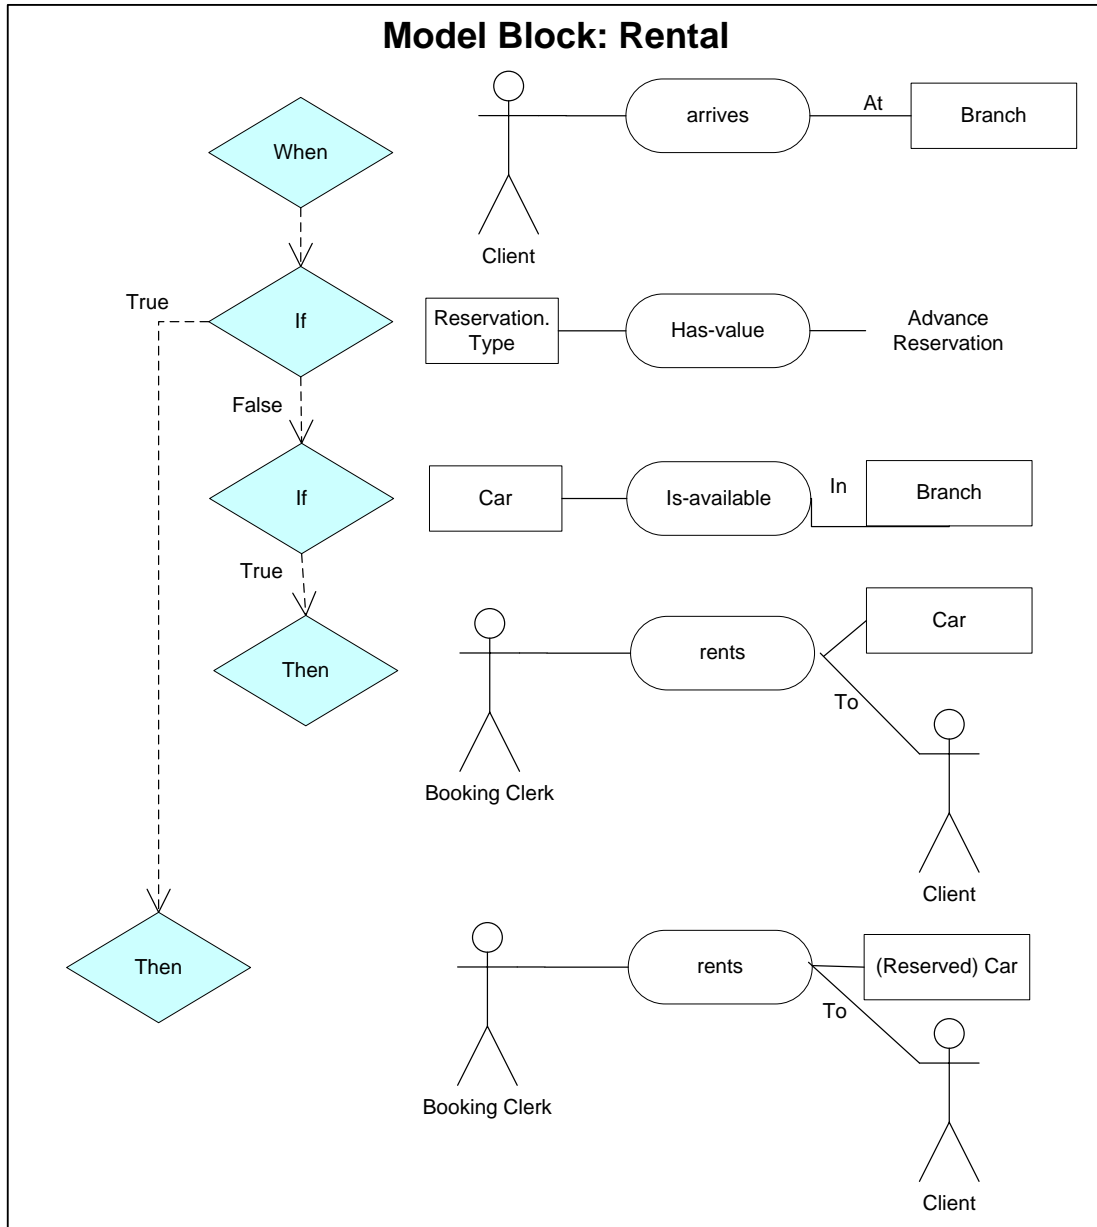 Model Block: Rental
When
arrives
At
Branch
Client
True
If
Reservation.
Type
Has-value
Advance
Reservation
False
If
Car
Is-available
In
Branch
True
Then
Booking Clerk
rents
Car
To
Client
Then
Booking Clerk
rents
(Reserved) Car
To
Client